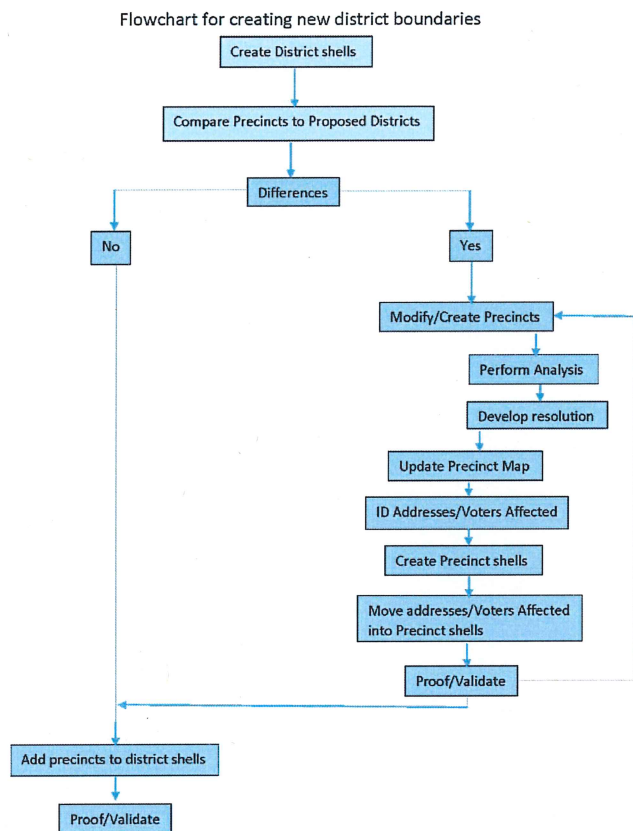 Flowchart for creating new district boundaries
Create District shells
Compare Precincts to Proposed Districts
Differences
No
Yes
Modify/Create Precincts
Perform Analysis
Develop resolution
Update Precinct Map
ID Addresses/Voters Affected
Create Precinct shells
Move addresses/Voters Affected
into Precinct shells
Proof/Validate
Add precincts to district shells
Proof/Validate